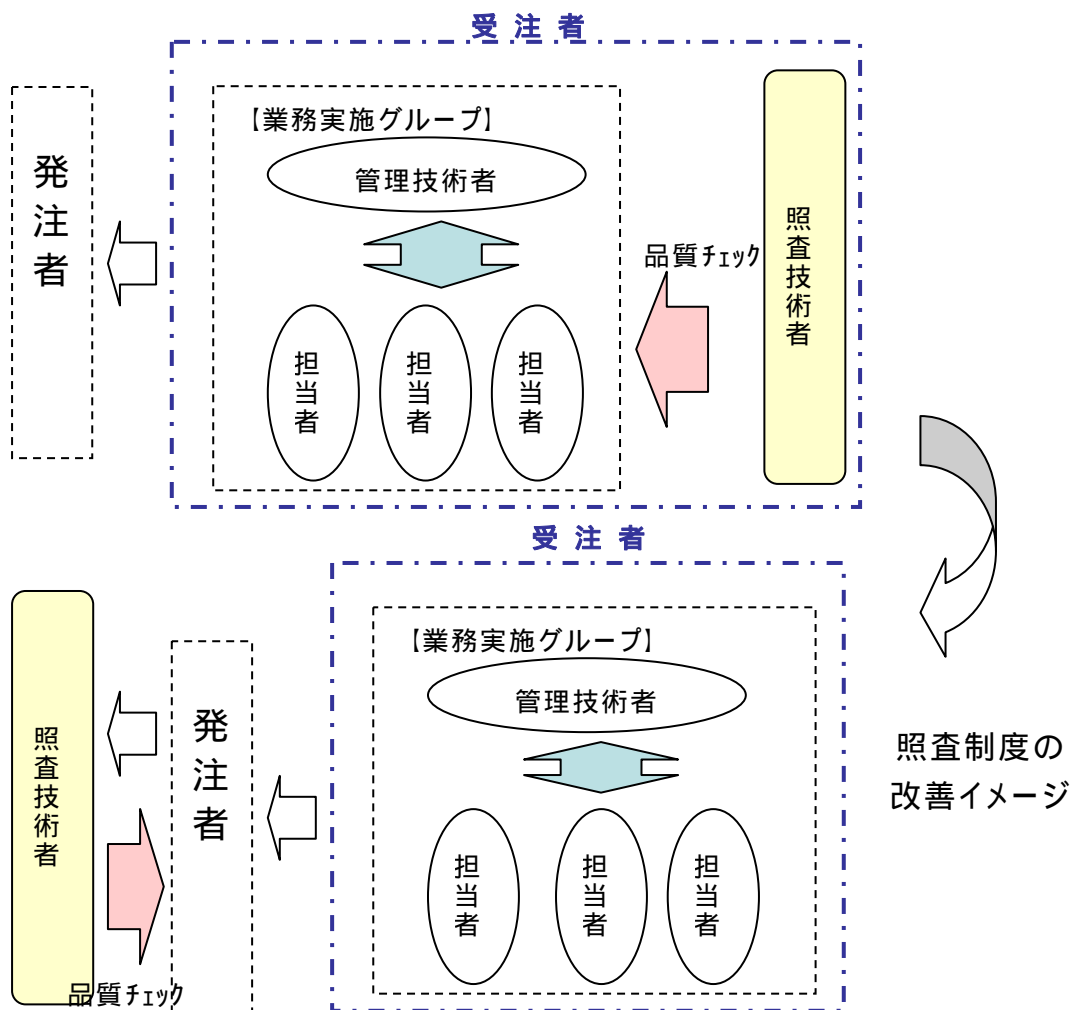 受注者
発注者
【業務実施グループ】
管理技術者
担当者
担当者
担当者
品質チェック
照査技術者
受注者
照査技術者
品質チェック
発注者
【業務実施グループ】
管理技術者
担当者
担当者
担当者
照査制度の
改善イメージ